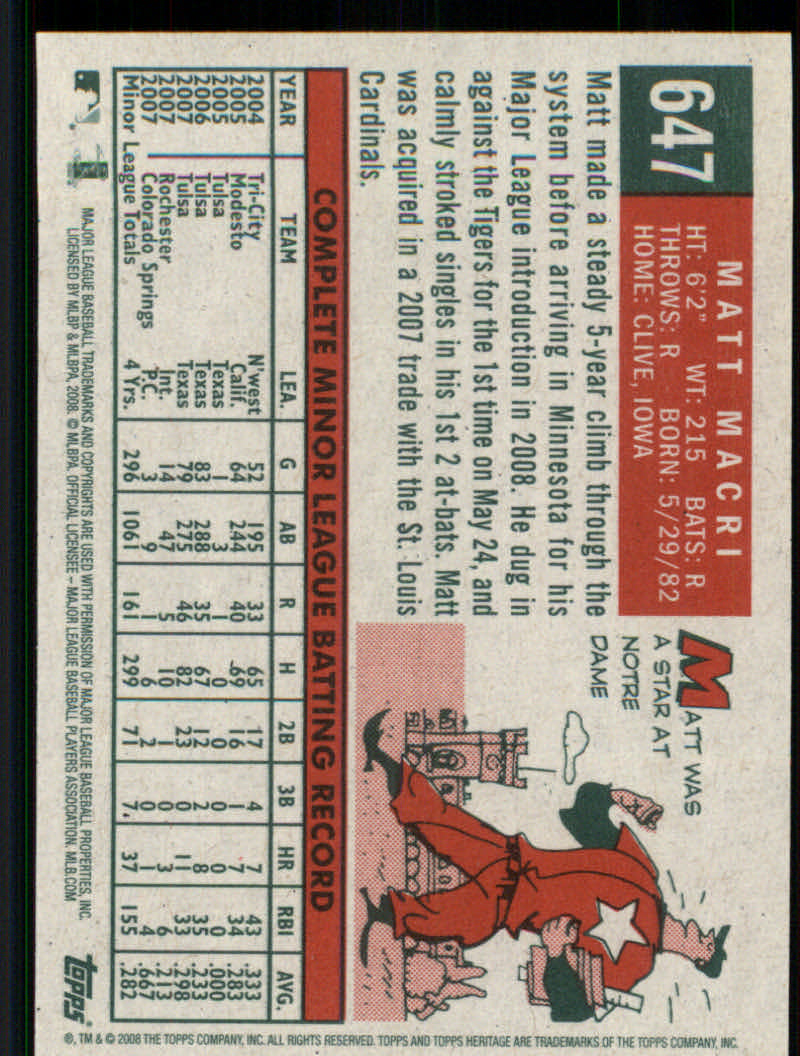 647
MATT MACRI
HT: 6'2" WT: 215 BATS: R
THROWS: R BORN: 5/29/82
HOME: CLIVE, IOWA
Matt made a steady 5-year climb through the
system before arriving in Minnesota for his
Major League introduction in 2008. He dug in
against the Tigers for the 1st time on May 24, and
calmly stroked singles in his 1st 2 at-bats. Matt
was acquired in a 2007 trade with the St. Louis
Cardinals.
MATT WAS
A STAR AT
NOTRE
DAME
COMPLETE MINOR LEAGUE BATTING RECORD
YEAR TEAM LEA. G AB R H 2B 3B HR RBI AVG.
2004 Tri-City N'west 52 195 33 65 17 4 7 43 .333
2005 Modesto Calif. 64 244 40 69 16 1 7 34 .283
2005 Tulsa Texas 1 3 1 0 0 0 0 0 .000
2006 Tulsa Texas 83 288 35 67 12 2 8 35 .233
2007 Tulsa Texas 79 275 46 82 23 0 11 33 .298
2007 Rochester Int. 14 47 5 10 1 0 3 6 .213
2007 Colorado Springs P.C. 3 9 1 6 2 0 1 4 .667
Minor League Totals 4 Yrs. 296 1061 161 299 71 7 37 155 .282
MAJOR LEAGUE BASEBALL TRADEMARKS AND COPYRIGHTS ARE USED WITH PERMISSION OF MAJOR LEAGUE BASEBALL PROPERTIES, INC.
LICENSED BY MLBP & MLBPA, 2008. © MLBPA. OFFICIAL LICENSEE – MAJOR LEAGUE BASEBALL PLAYERS ASSOCIATION. MLB.COM
topps
®, TM & © 2008 THE TOPPS COMPANY, INC. ALL RIGHTS RESERVED. TOPPS AND TOPPS HERITAGE ARE TRADEMARKS OF THE TOPPS COMPANY, INC.